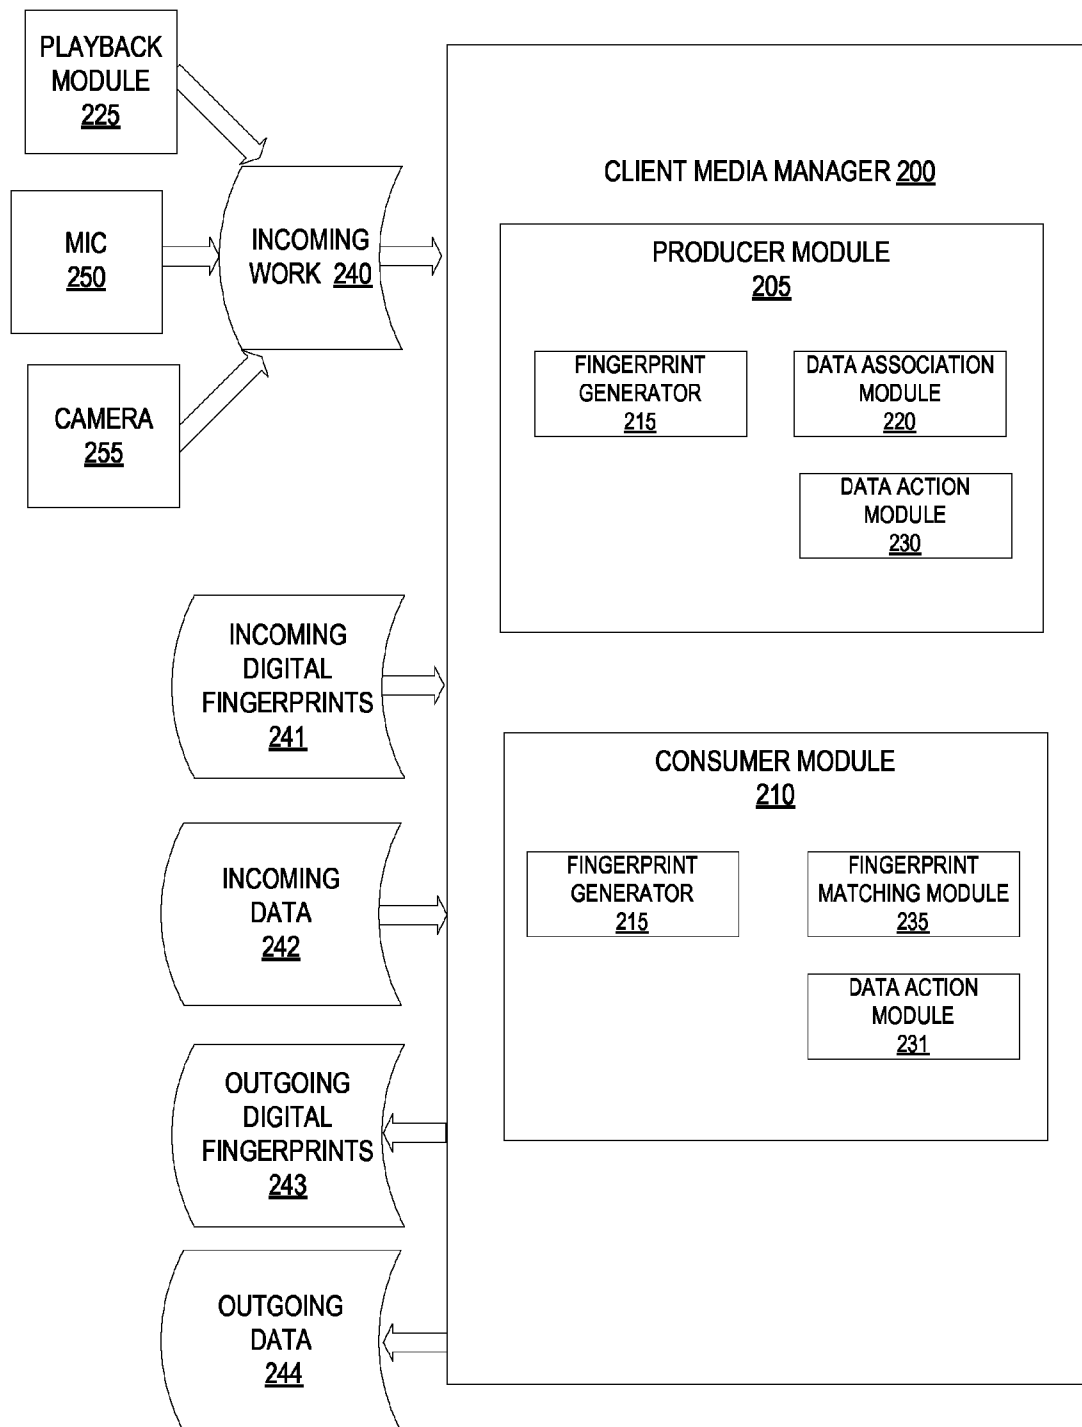 PLAYBACK
MODULE
225
MIC
250
CAMERA
255
INCOMING
WORK 240
CLIENT MEDIA MANAGER 200
PRODUCER MODULE
205
FINGERPRINT
GENERATOR
215
DATA ASSOCIATION
MODULE
220
DATA ACTION
MODULE
230
INCOMING
DIGITAL
FINGERPRINTS
241
CONSUMER MODULE
210
FINGERPRINT
GENERATOR
215
FINGERPRINT
MATCHING MODULE
235
DATA ACTION
MODULE
231
INCOMING
DATA
242
OUTGOING
DIGITAL
FINGERPRINTS
243
OUTGOING
DATA
244